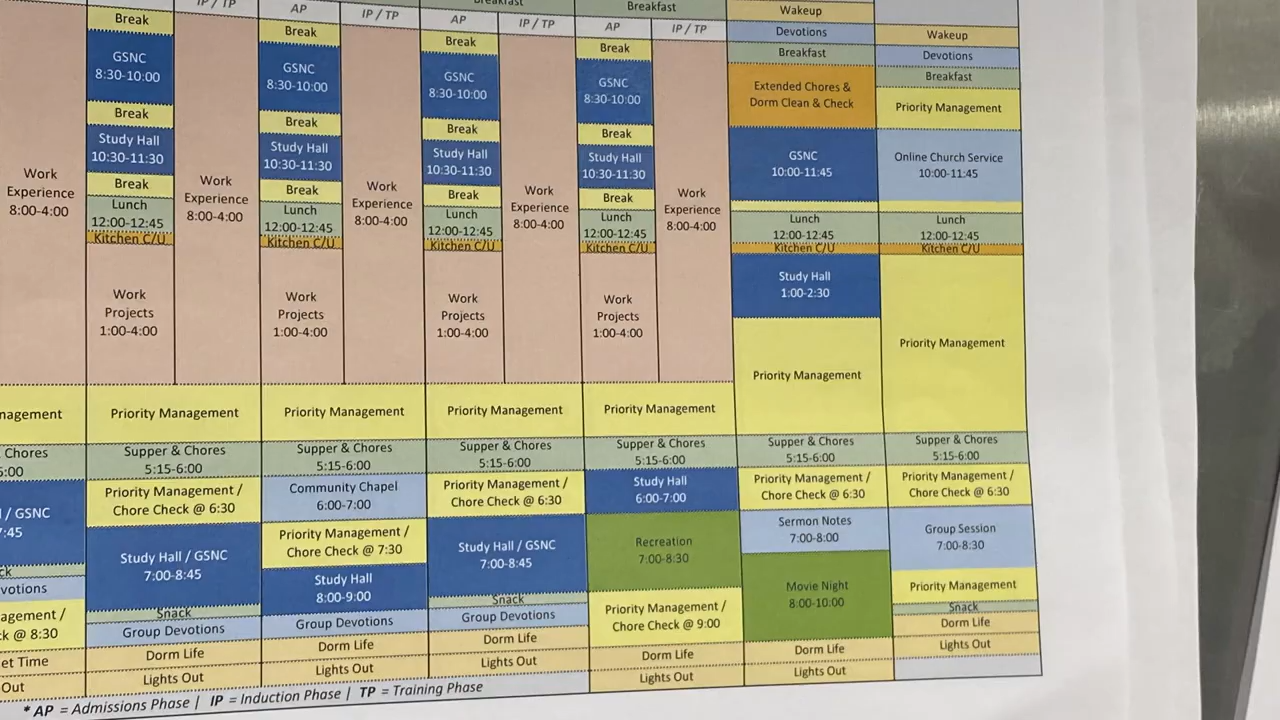 IP / TP
Break
GSNC
8:30-10:00
Break
Study Hall
10:30-11:30
Break
Lunch
12:00-12:45
Kitchen C/U
Work
Projects
1:00-4:00
Work
Experience
8:00-4:00
Work
Experience
8:00-4:00
AP
IP / TP
Break
GSNC
8:30-10:00
Break
Study Hall
10:30-11:30
Break
Lunch
12:00-12:45
Kitchen C/U
Work
Projects
1:00-4:00
Work
Experience
8:00-4:00
Breakfast
AP
IP / TP
Break
GSNC
8:30-10:00
Break
Study Hall
10:30-11:30
Break
Lunch
12:00-12:45
Kitchen C/U
Work
Projects
1:00-4:00
Work
Experience
8:00-4:00
Breakfast
AP
IP / TP
Break
GSNC
8:30-10:00
Break
Study Hall
10:30-11:30
Break
Lunch
12:00-12:45
Kitchen C/U
Work
Projects
1:00-4:00
Work
Experience
8:00-4:00
Wakeup
Devotions
Breakfast
Extended Chores &
Dorm Clean & Check
GSNC
10:00-11:45
Lunch
12:00-12:45
Kitchen C/U
Study Hall
1:00-2:30
Priority Management
Wakeup
Devotions
Breakfast
Priority Management
Online Church Service
10:00-11:45
Lunch
12:00-12:45
Kitchen C/U
Priority Management
nagement
Chores
5:00
/ GSNC
7:45
ck
votions
agement /
k @ 8:30
et Time
Out
Priority Management
Supper & Chores
5:15-6:00
Priority Management /
Chore Check @ 6:30
Study Hall / GSNC
7:00-8:45
Snack
Group Devotions
Dorm Life
Lights Out
Priority Management
Supper & Chores
5:15-6:00
Community Chapel
6:00-7:00
Priority Management /
Chore Check @ 7:30
Study Hall
8:00-9:00
Group Devotions
Dorm Life
Lights Out
Priority Management
Supper & Chores
5:15-6:00
Priority Management /
Chore Check @ 6:30
Study Hall / GSNC
7:00-8:45
Snack
Group Devotions
Dorm Life
Lights Out
Priority Management
Supper & Chores
5:15-6:00
Study Hall
6:00-7:00
Recreation
7:00-8:30
Priority Management /
Chore Check @ 9:00
Dorm Life
Lights Out
Supper & Chores
5:15-6:00
Priority Management /
Chore Check @ 6:30
Sermon Notes
7:00-8:00
Movie Night
8:00-10:00
Dorm Life
Lights Out
Supper & Chores
5:15-6:00
Priority Management /
Chore Check @ 6:30
Group Session
7:00-8:30
Priority Management
Snack
Dorm Life
Lights Out
* AP = Admissions Phase | IP = Induction Phase | TP = Training Phase